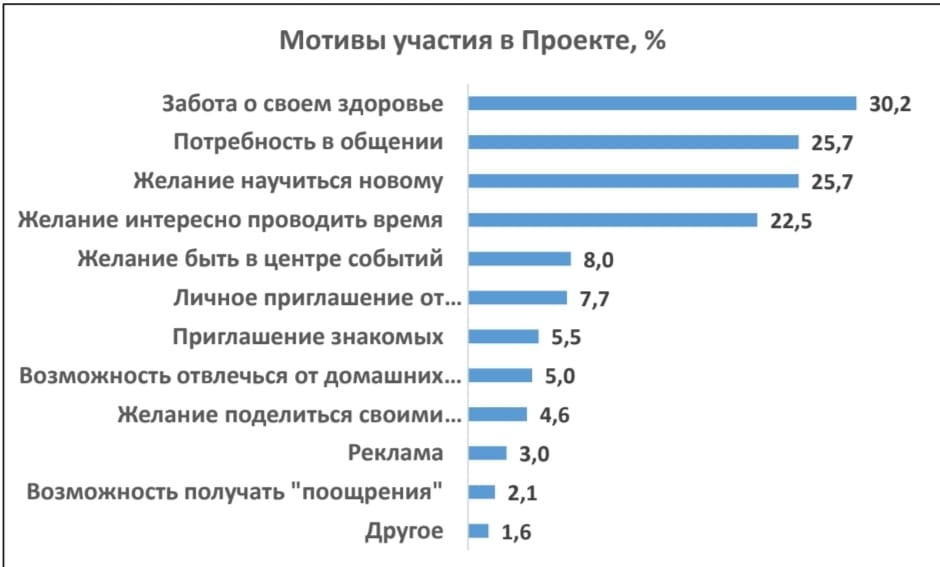 Мотивы участия в Проекте, %
Забота о своем здоровье 30,2
Потребность в общении 25,7
Желание научиться новому 25,7
Желание интересно проводить время 22,5
Желание быть в центре событий 8,0
Личное приглашение от... 7,7
Приглашение знакомых 5,5
Возможность отвлечься от домашних... 5,0
Желание поделиться своими... 4,6
Реклама 3,0
Возможность получать "поощрения" 2,1
Другое 1,6